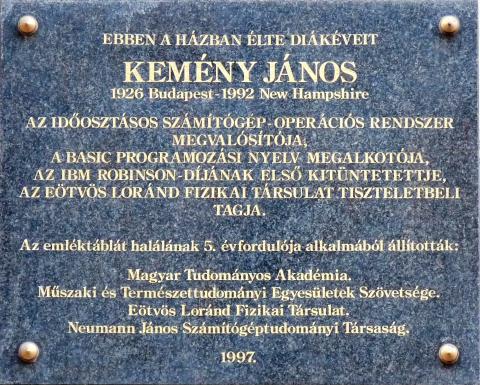 EBBEN A HÁZBAN ÉLTE DIÁKÉVEIT
KEMÉNY JÁNOS
1926 Budapest-1992 New Hampshire
AZ IDŐOSZTÁSOS SZÁMÍTÓGÉP-OPERÁCIÓS RENDSZER
MEGVALÓSÍTÓJA,
A BASIC PROGRAMOZÁSI NYELV MEGALKOTÓJA,
AZ IBM ROBINSON-DÍJÁNAK ELSŐ KITÜNTETETTJE,
AZ EÖTVÖS LORÁND FIZIKAI TÁRSULAT TISZTELETBELI
TAGJA.
Az emléktáblát halálának 5. évfordulója alkalmából állították:
Magyar Tudományos Akadémia.
Műszaki és Természettudományi Egyesületek Szövetsége.
Eötvös Loránd Fizikai Társulat.
Neumann János Számítógéptudományi Társaság.
1997.